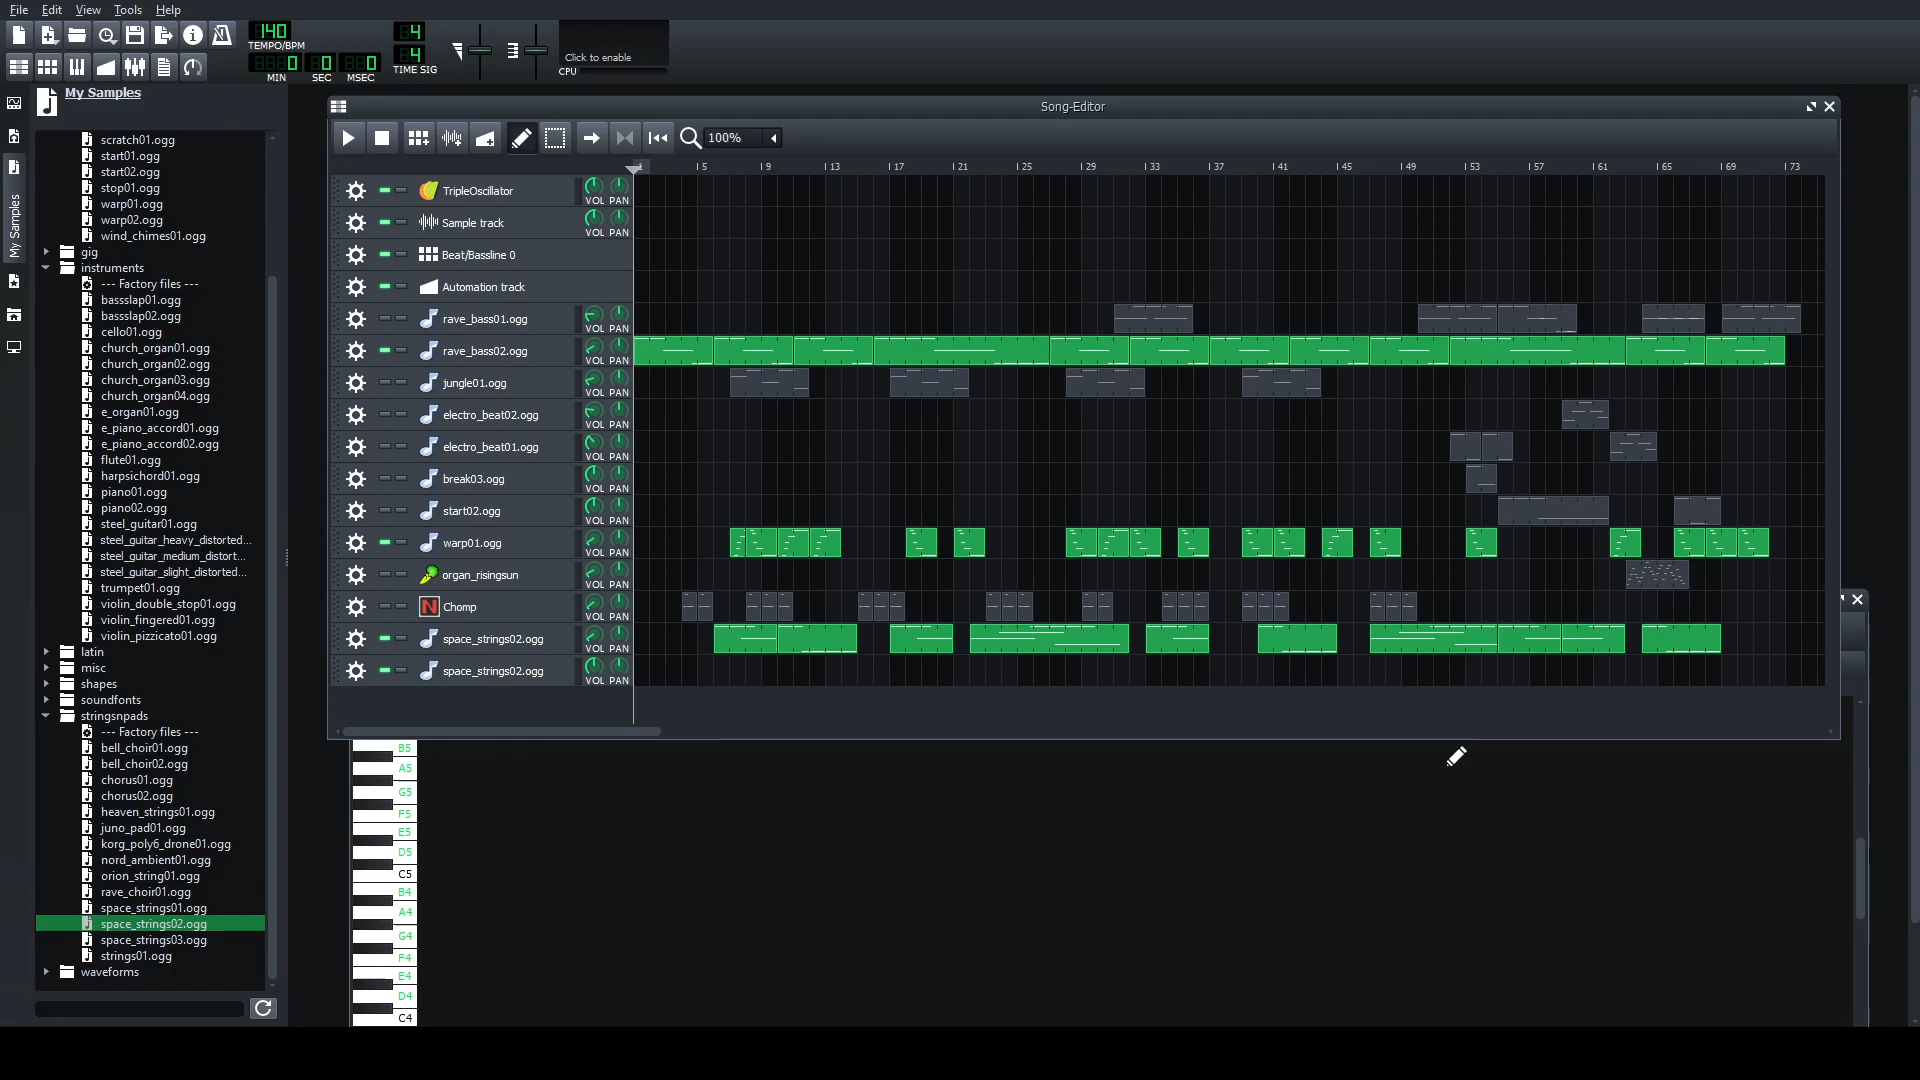 File Edit View Tools Help
140
TEMPO/BPM
0 0 0
MIN SEC MSEC
4
4
TIME SIG
Click to enable
CPU
My Samples
My Samples
scratch01.ogg
start01.ogg
start02.ogg
stop01.ogg
warp01.ogg
warp02.ogg
wind_chimes01.ogg
gig
instruments
--- Factory files ---
bassslap01.ogg
bassslap02.ogg
cello01.ogg
church_organ01.ogg
church_organ02.ogg
church_organ03.ogg
church_organ04.ogg
e_organ01.ogg
e_piano_accord01.ogg
e_piano_accord02.ogg
flute01.ogg
harpsichord01.ogg
piano01.ogg
piano02.ogg
steel_guitar01.ogg
steel_guitar_heavy_distorted...
steel_guitar_medium_distort...
steel_guitar_slight_distorted...
trumpet01.ogg
violin_double_stop01.ogg
violin_fingered01.ogg
violin_pizzicato01.ogg
latin
misc
shapes
soundfonts
stringsnpads
--- Factory files ---
bell_choir01.ogg
bell_choir02.ogg
chorus01.ogg
chorus02.ogg
heaven_strings01.ogg
juno_pad01.ogg
korg_poly6_drone01.ogg
nord_ambient01.ogg
orion_string01.ogg
rave_choir01.ogg
space_strings01.ogg
space_strings02.ogg
space_strings03.ogg
strings01.ogg
waveforms
Song-Editor
100%
1 5 9 13 17 21 25 29 33 37 41 45 49 53 57 61 65 69 73
TripleOscillator VOL PAN
Sample track VOL PAN
Beat/Bassline 0
Automation track
rave_bass01.ogg VOL PAN
rave_bass02.ogg VOL PAN
jungle01.ogg VOL PAN
electro_beat02.ogg VOL PAN
electro_beat01.ogg VOL PAN
break03.ogg VOL PAN
start02.ogg VOL PAN
warp01.ogg VOL PAN
organ_risingsun VOL PAN
N Chomp VOL PAN
space_strings02.ogg VOL PAN
space_strings02.ogg VOL PAN
B5
A5
G5
F5
E5
D5
C5
B4
A4
G4
F4
E4
D4
C4